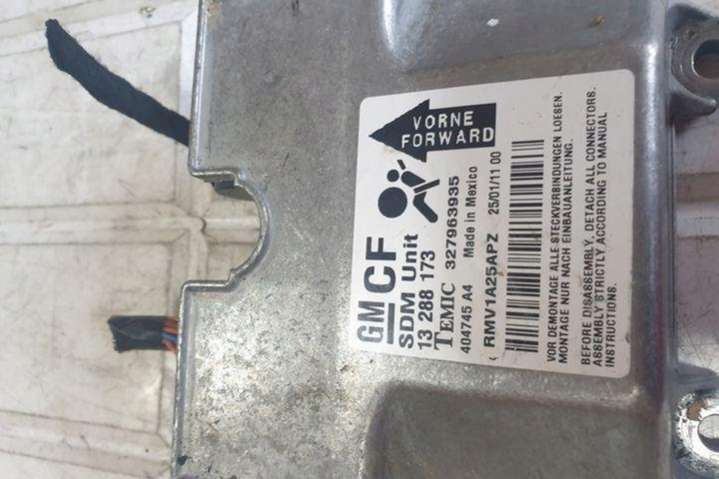 VORNE
FORWARD
GM CF
SDM Unit
13 288 173
TEMIC 327963935
404745 A4 Made in Mexico
RMV1A25APZ 25/01/11 00
VOR DEMONTAGE ALLE STECKVERBINDUNGEN LOESEN.
MONTAGE NUR NACH EINBAUANLEITUNG.
BEFORE DISASSEMBLY, DETACH ALL CONNECTORS.
ASSEMBLY STRICTLY ACCORDING TO MANUAL
INSTRUCTIONS.